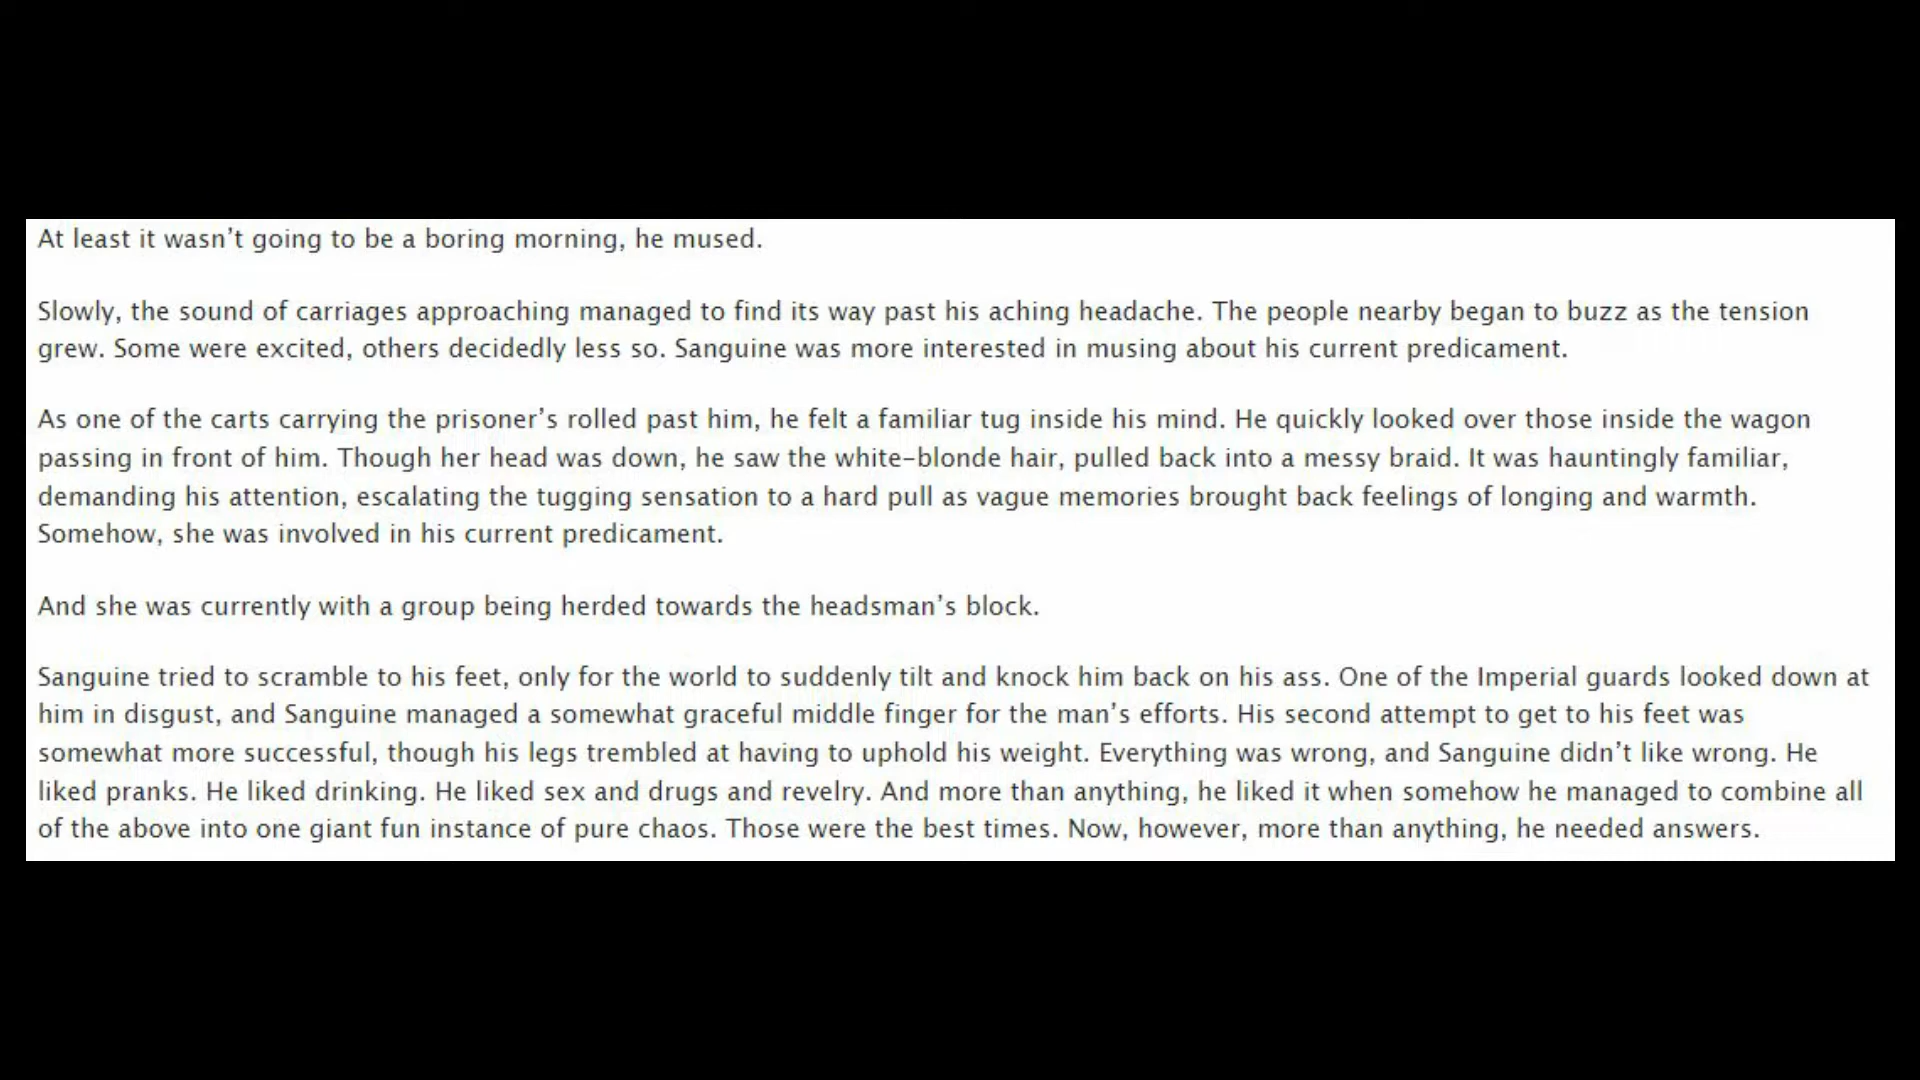 At least it wasn’t going to be a boring morning, he mused.
Slowly, the sound of carriages approaching managed to find its way past his aching headache. The people nearby began to buzz as the tension
grew. Some were excited, others decidedly less so. Sanguine was more interested in musing about his current predicament.
As one of the carts carrying the prisoner’s rolled past him, he felt a familiar tug inside his mind. He quickly looked over those inside the wagon
passing in front of him. Though her head was down, he saw the white-blonde hair, pulled back into a messy braid. It was hauntingly familiar,
demanding his attention, escalating the tugging sensation to a hard pull as vague memories brought back feelings of longing and warmth.
Somehow, she was involved in his current predicament.
And she was currently with a group being herded towards the headsman’s block.
Sanguine tried to scramble to his feet, only for the world to suddenly tilt and knock him back on his ass. One of the Imperial guards looked down at
him in disgust, and Sanguine managed a somewhat graceful middle finger for the man’s efforts. His second attempt to get to his feet was
somewhat more successful, though his legs trembled at having to uphold his weight. Everything was wrong, and Sanguine didn’t like wrong. He
liked pranks. He liked drinking. He liked sex and drugs and revelry. And more than anything, he liked it when somehow he managed to combine all
of the above into one giant fun instance of pure chaos. Those were the best times. Now, however, more than anything, he needed answers.